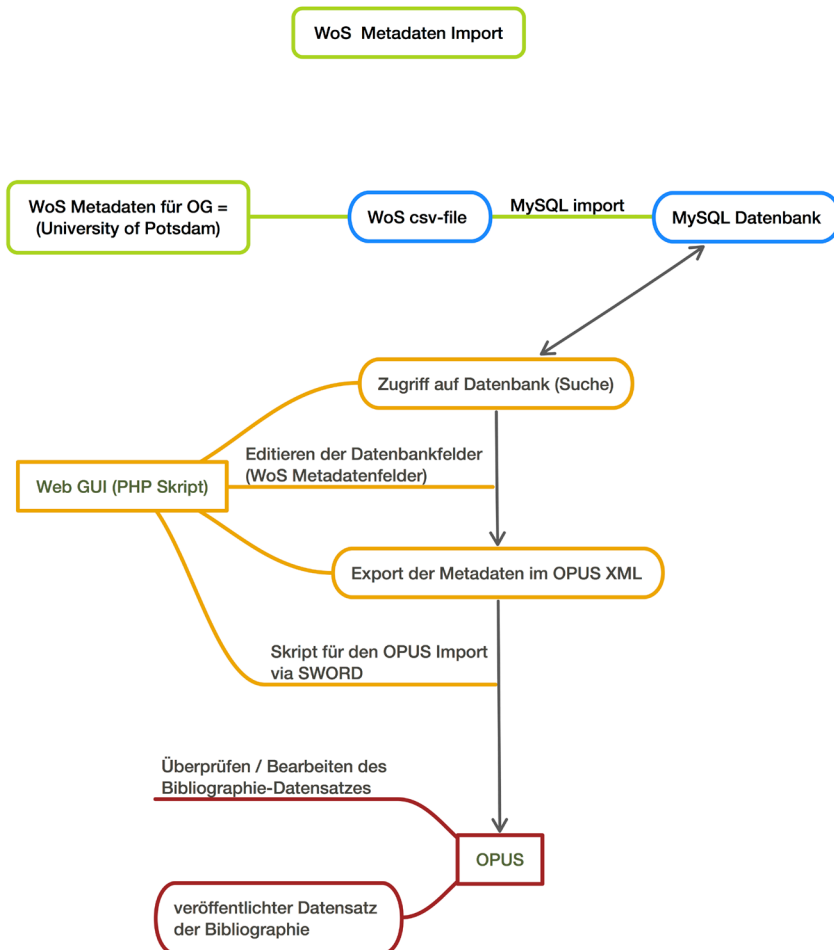 WoS  Metadaten Import
WoS Metadaten für OG =
(University of Potsdam)
WoS csv-file
MySQL import
MySQL Datenbank
Zugriff auf Datenbank (Suche)
Editieren der Datenbankfelder
(WoS Metadatenfelder)
Web GUI (PHP Skript)
Export der Metadaten im OPUS XML
Skript für den OPUS Import
via SWORD
Überprüfen / Bearbeiten des
Bibliographie-Datensatzes
OPUS
veröffentlichter Datensatz
der Bibliographie